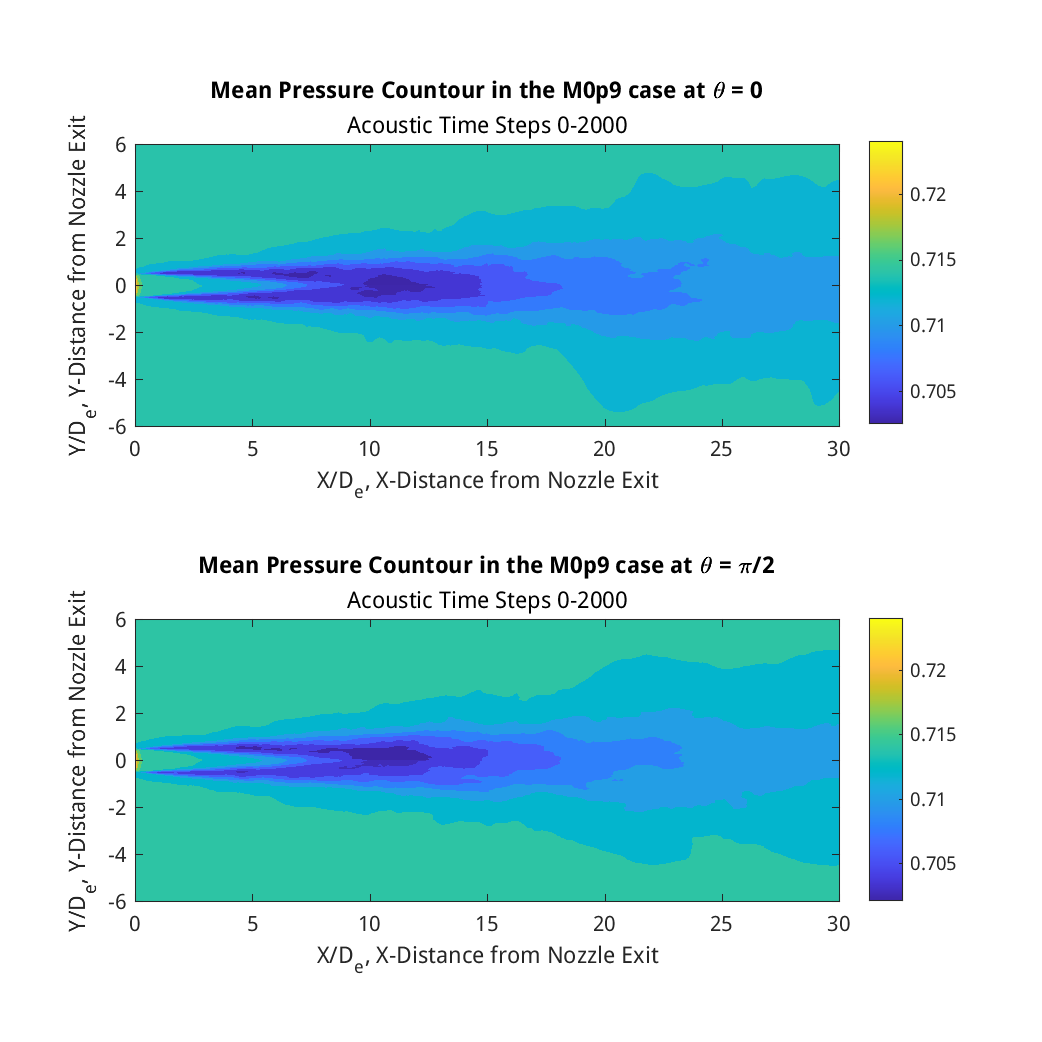 Mean Pressure Countour in the M0p9 case at θ = 0
Acoustic Time Steps 0-2000
Y/De, Y-Distance from Nozzle Exit
6
4
2
0
-2
-4
-6
0 5 10 15 20 25 30
X/De, X-Distance from Nozzle Exit
0.72
0.715
0.71
0.705
Mean Pressure Countour in the M0p9 case at θ = π/2
Acoustic Time Steps 0-2000
Y/De, Y-Distance from Nozzle Exit
6
4
2
0
-2
-4
-6
0 5 10 15 20 25 30
X/De, X-Distance from Nozzle Exit
0.72
0.715
0.71
0.705